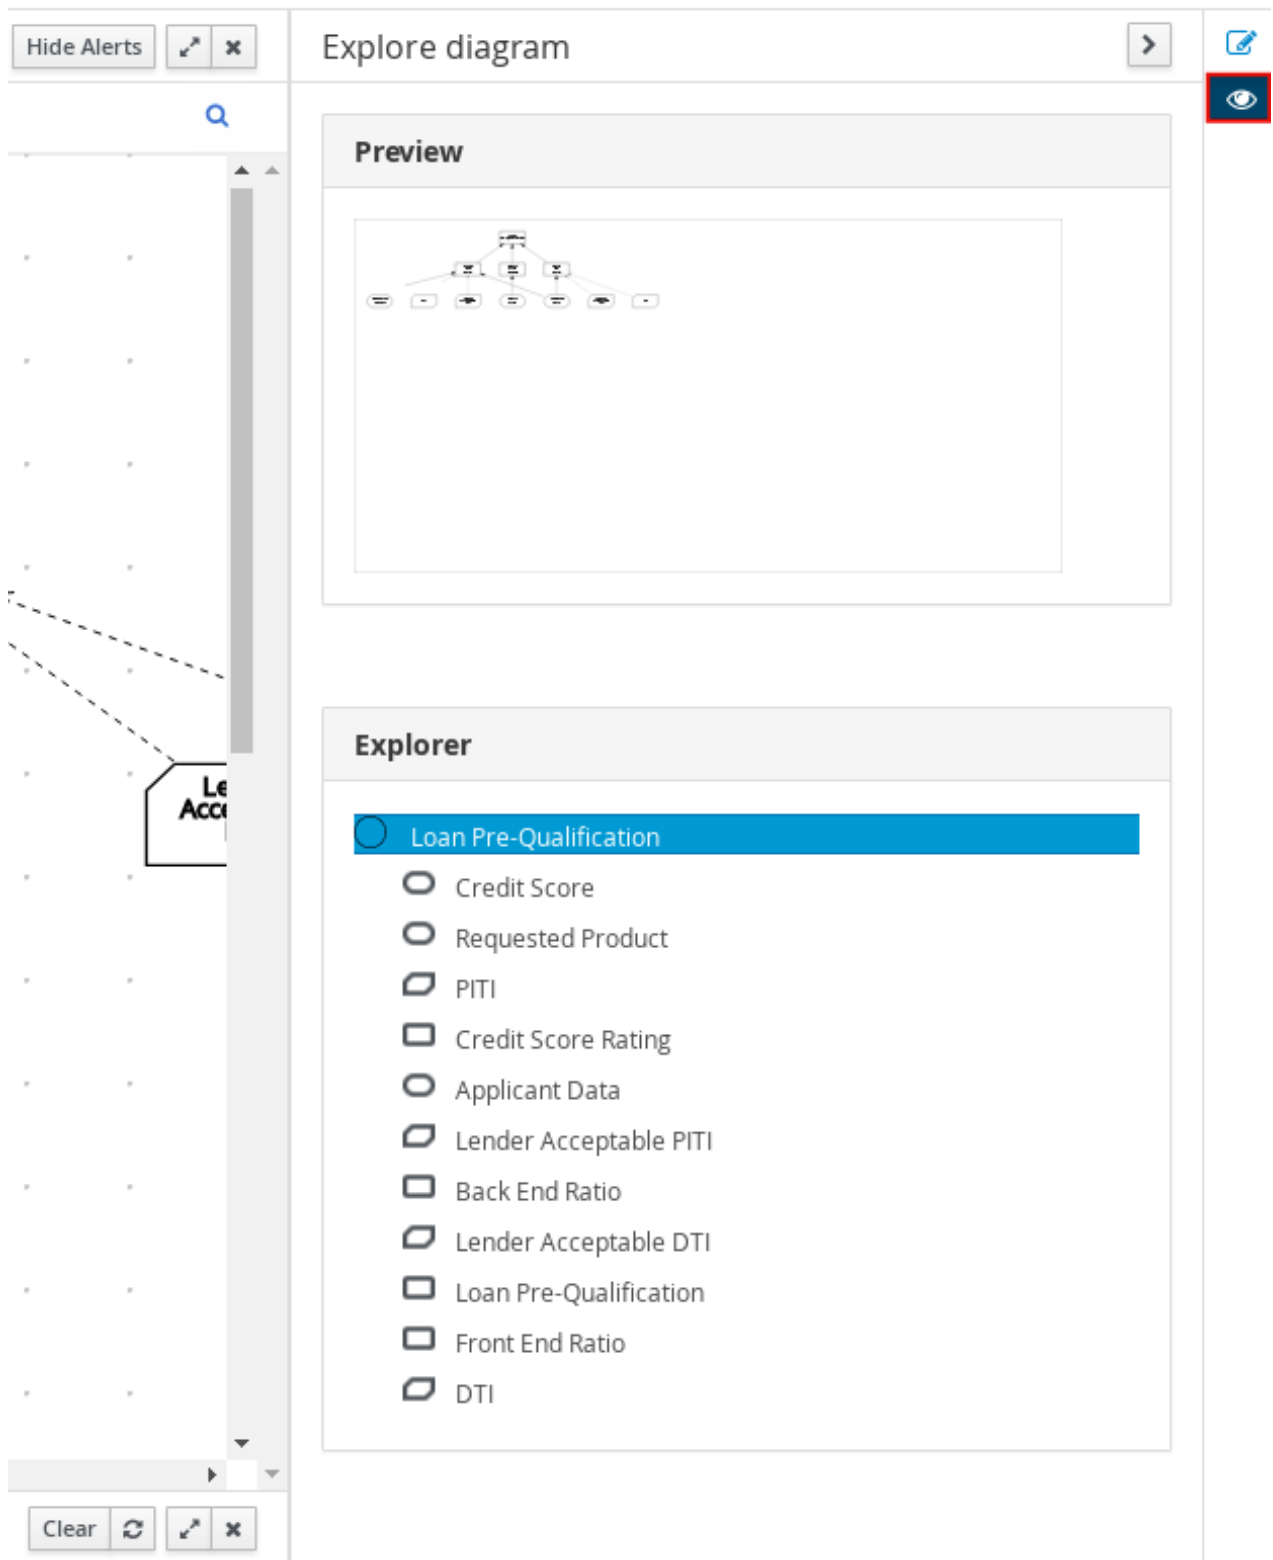 Hide Alerts
Explore diagram
Preview
Explorer
Loan Pre-Qualification
Credit Score
Requested Product
PITI
Credit Score Rating
Applicant Data
Lender Acceptable PITI
Back End Ratio
Lender Acceptable DTI
Loan Pre-Qualification
Front End Ratio
DTI
Clear